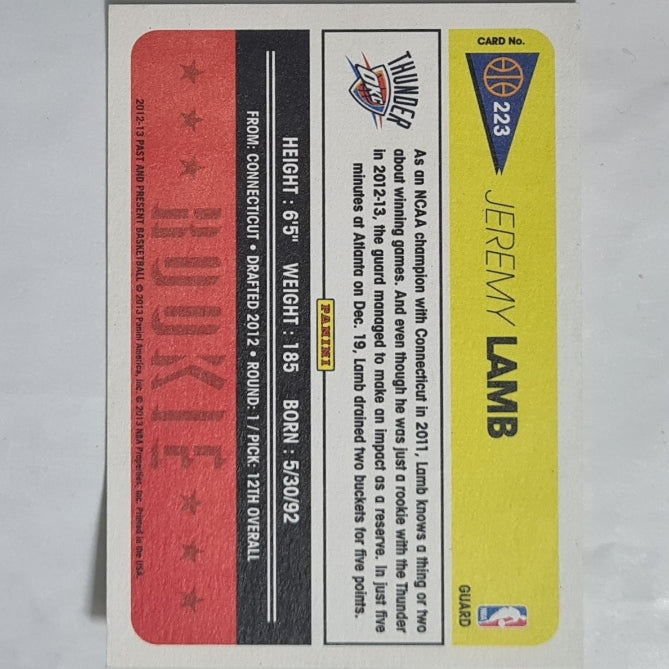 CARD No.
223
JEREMY LAMB
GUARD
NBA
THUNDER
OKC
As an NCAA champion with Connecticut in 2011, Lamb knows a thing or two
about winning games. And even though he was just a rookie with the Thunder
in 2012-13, the guard managed to make an impact as a reserve. In just five
minutes at Atlanta on Dec. 19, Lamb drained two buckets for five points.
PANINI
HEIGHT : 6'5" WEIGHT : 185 BORN : 5/30/92
FROM: CONNECTICUT • DRAFTED 2012 • ROUND: 1 / PICK: 12TH OVERALL
ROOKIE
2012-13 PAST AND PRESENT BASKETBALL © 2013 Panini America, Inc. © 2013 NBA Properties, Inc. Printed in the USA.